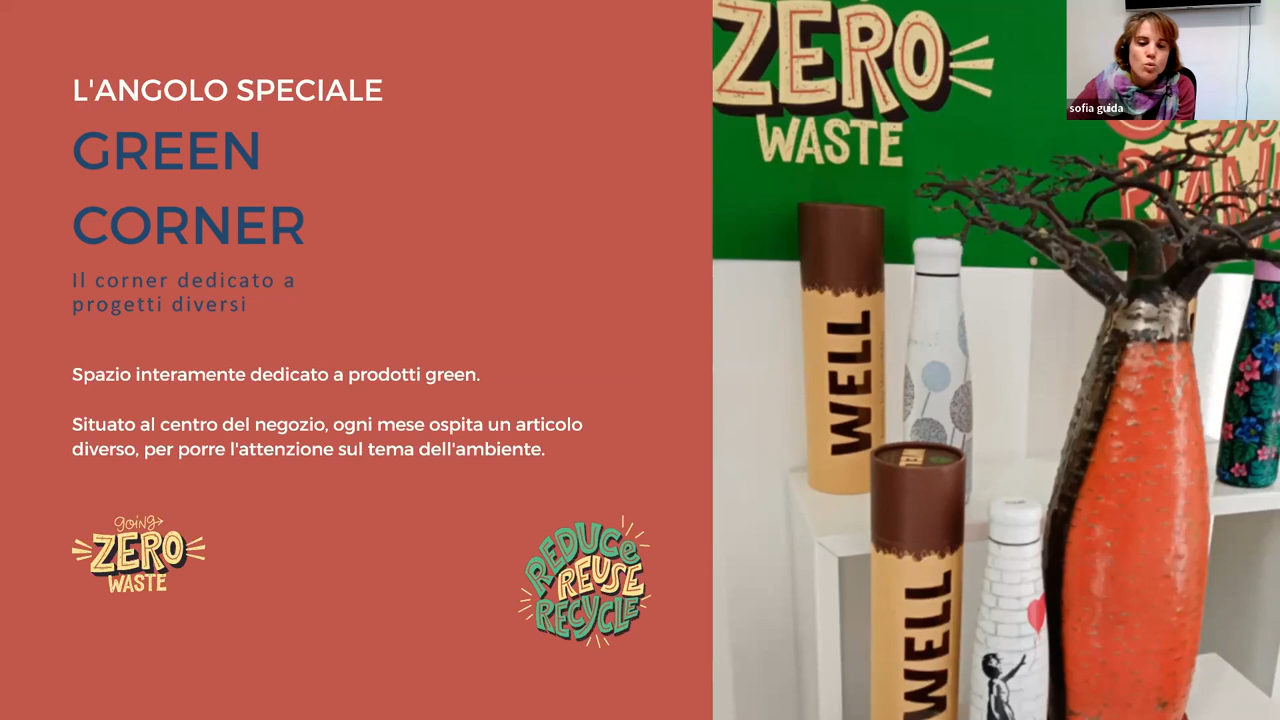 L'ANGOLO SPECIALE
GREEN
CORNER
Il corner dedicato a
progetti diversi
Spazio interamente dedicato a prodotti green.
Situato al centro del negozio, ogni mese ospita un articolo
diverso, per porre l'attenzione sul tema dell'ambiente.
going
ZERO
WASTE
REDUCE
REUSE
RECYCLE
ZERO
WASTE
sofia guida
WELL
WELL